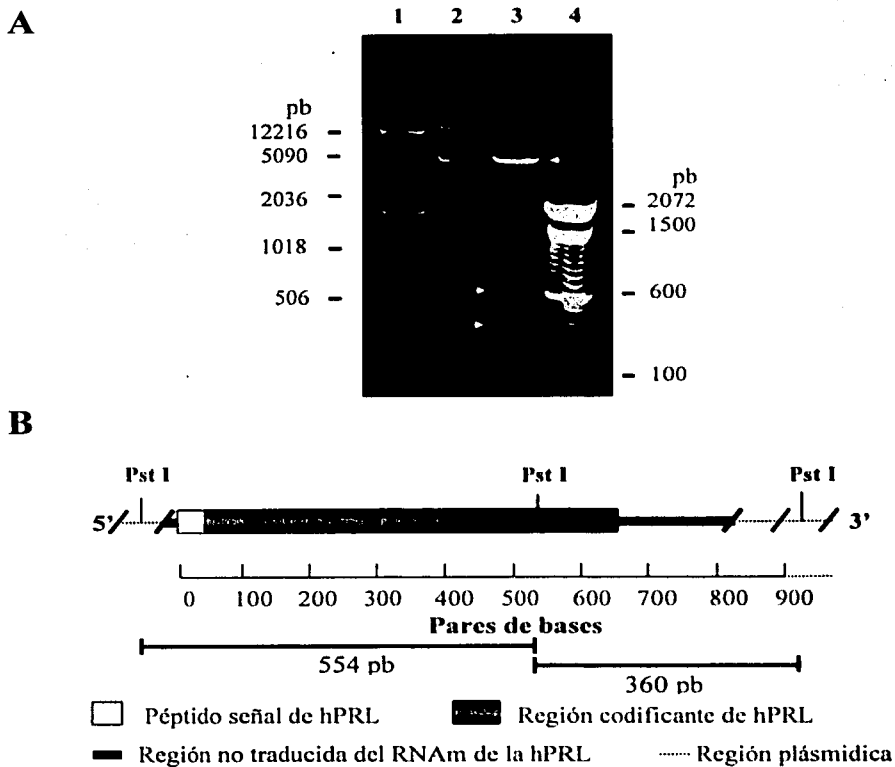 A
1 2 3 4
pb
12216
5090
2036
1018
506
pb
2072
1500
600
100
B
Pst I Pst I Pst I
5' 3'
0 100 200 300 400 500 600 700 800 900
Pares de bases
554 pb
360 pb
Péptido señal de hPRL Región codificante de hPRL
Región no traducida del RNAm de la hPRL Región plásmidica